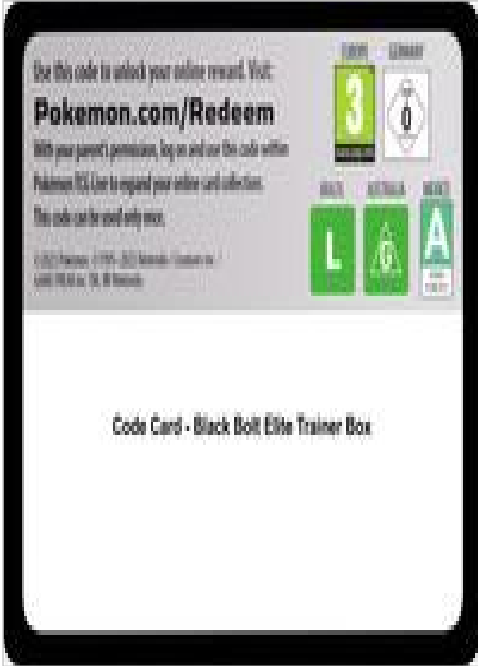 Use this code to unlock your online reward. Visit:
Pokemon.com/Redeem
With your parent's permission, log on and use this code within
Pokémon TCG Live to expand your online card collection.
This code can be used only once.
EUROPE GERMANY
3
0
BRAZIL AUSTRALIA MEXICO
L
G
A
Code Card - Black Bolt Elite Trainer Box